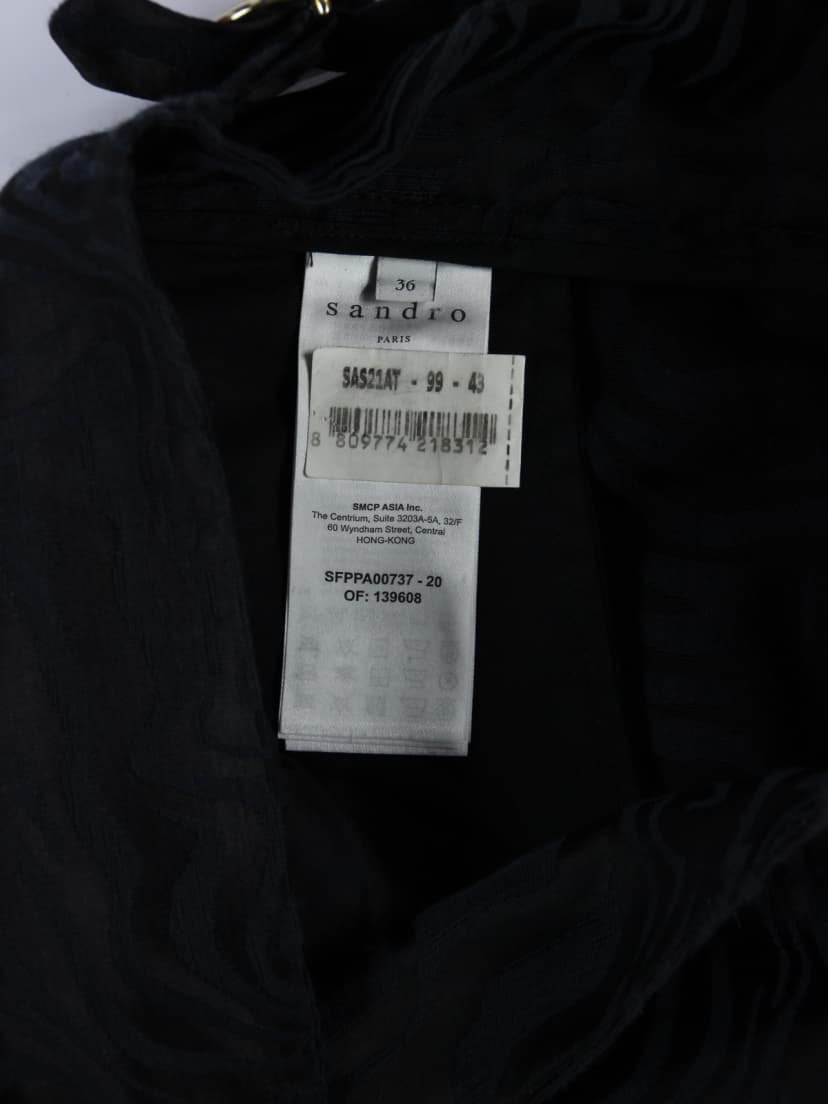 36
sandro
PARIS
SAS21AT - 99 - 43
8 809774 218312
SMCP ASIA Inc.
The Centrium, Suite 3203A-5A, 32/F
60 Wyndham Street, Central
HONG-KONG
SFPPA00737 - 20
OF: 139608